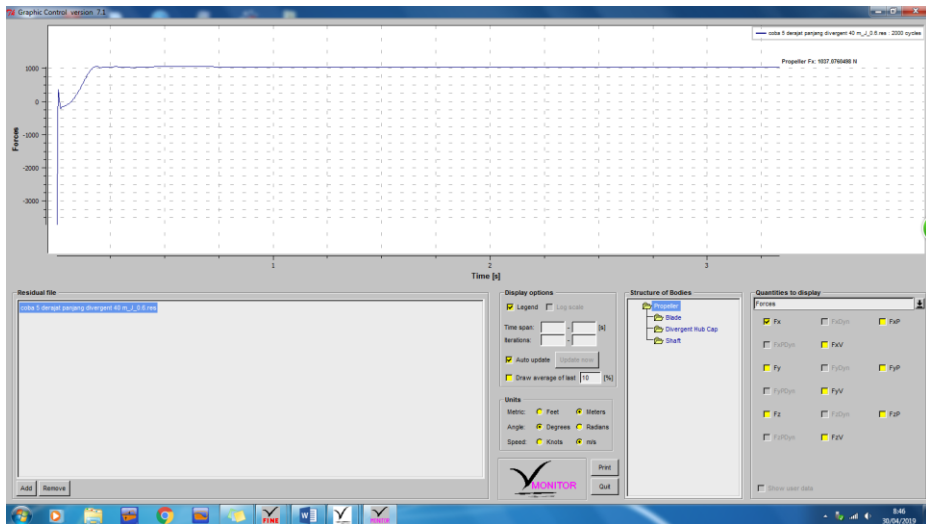 Graphic Control version 7.1
coba 5 derajat panjang divergent 40 m_J_0.6 res : 2000 cycles
Propeller Fx: 1037.0760498 N
1000
0
-1000
-2000
-3000
Forces
1
2
3
Time [s]
Residual file
coba 5 derajat panjang divergent 40 m_J_0.6 res
Add
Remove
Display options
Legend
Log scale
Time span:
-
[s]
Iterations:
-
Auto update
Update now
Draw average of last
10
[%]
Units
Metric:
Feet
Meters
Angle:
Degrees
Radians
Speed:
Knots
m/s
MONITOR
Print
Quit
Structure of Bodies
Propeller
Blade
Divergent Hub Cap
Shaft
Quantities to display
Forces
Fx
FxDyn
FxP
FxPDyn
FxV
Fy
FyDyn
FyP
FyPDyn
FyV
Fz
FzDyn
FzP
FzPDyn
FzV
Show user data
FINE
MONITOR
8:46
30/04/2019